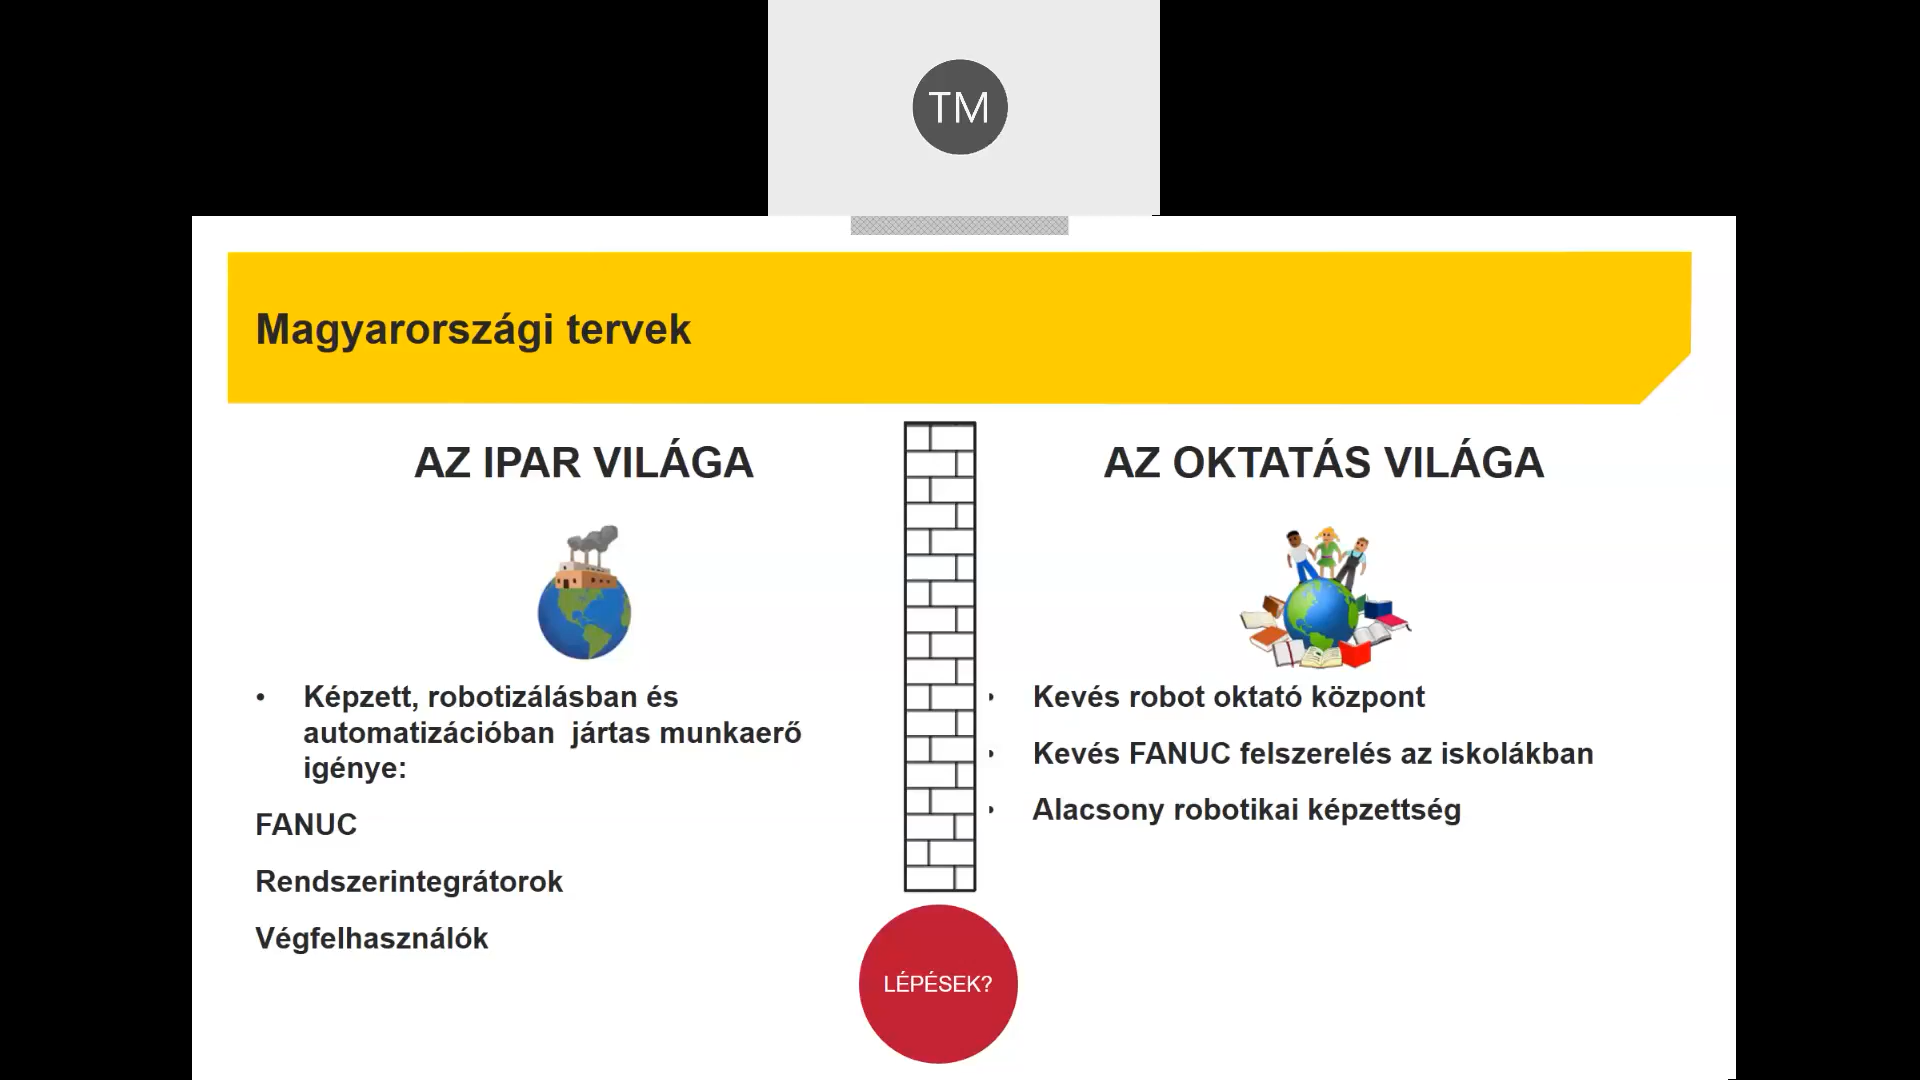 TM
Magyarországi tervek
AZ IPAR VILÁGA
• Képzett, robotizálásban és
automatizációban  jártas munkaerő
igénye:
FANUC
Rendszerintegrátorok
Végfelhasználók
AZ OKTATÁS VILÁGA
• Kevés robot oktató központ
• Kevés FANUC felszerelés az iskolákban
• Alacsony robotikai képzettség
LÉPÉSEK?